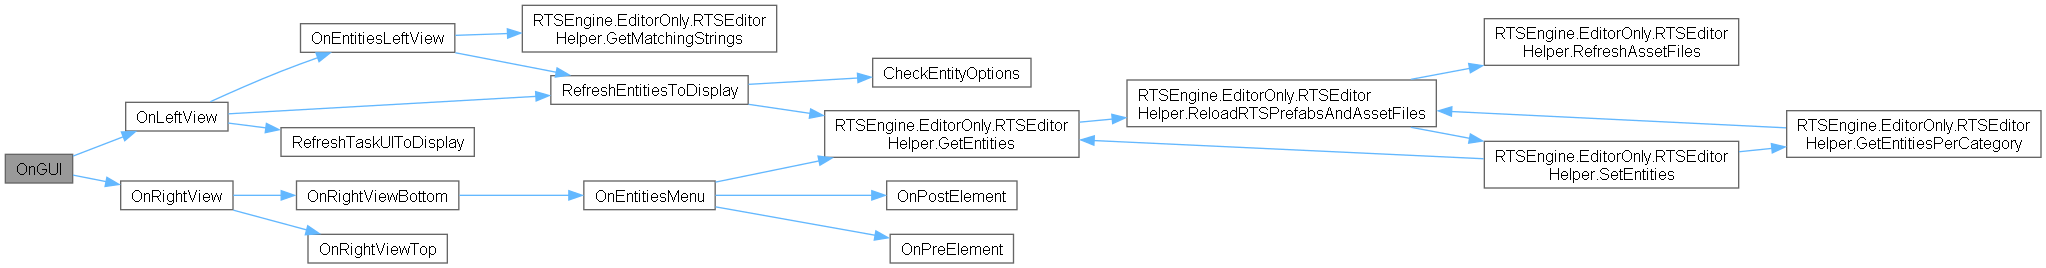 OnGUI
OnLeftView
OnEntitiesLeftView
RTSEngine.EditorOnly.RTSEditor
Helper.GetMatchingStrings
RefreshEntitiesToDisplay
CheckEntityOptions
RTSEngine.EditorOnly.RTSEditor
Helper.GetEntities
RTSEngine.EditorOnly.RTSEditor
Helper.ReloadRTSPrefabsAndAssetFiles
RTSEngine.EditorOnly.RTSEditor
Helper.RefreshAssetFiles
RTSEngine.EditorOnly.RTSEditor
Helper.SetEntities
RTSEngine.EditorOnly.RTSEditor
Helper.GetEntitiesPerCategory
RefreshTaskUIToDisplay
OnRightView
OnRightViewBottom
OnEntitiesMenu
OnPostElement
OnPreElement
OnRightViewTop